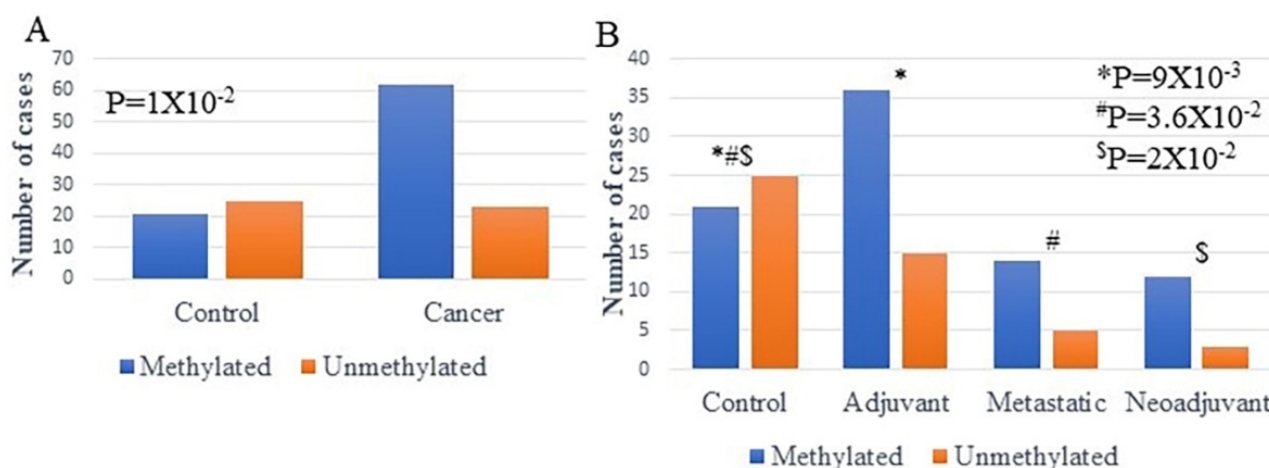 A
Number of cases
70
60
50
40
30
20
10
0
P=1X10⁻²
Control Cancer
Methylated Unmethylated
B
Number of cases
40
35
30
25
20
15
10
5
0
*#$
*
#
$
*P=9X10⁻³
#P=3.6X10⁻²
$P=2X10⁻²
Control Adjuvant Metastatic Neoadjuvant
Methylated Unmethylated